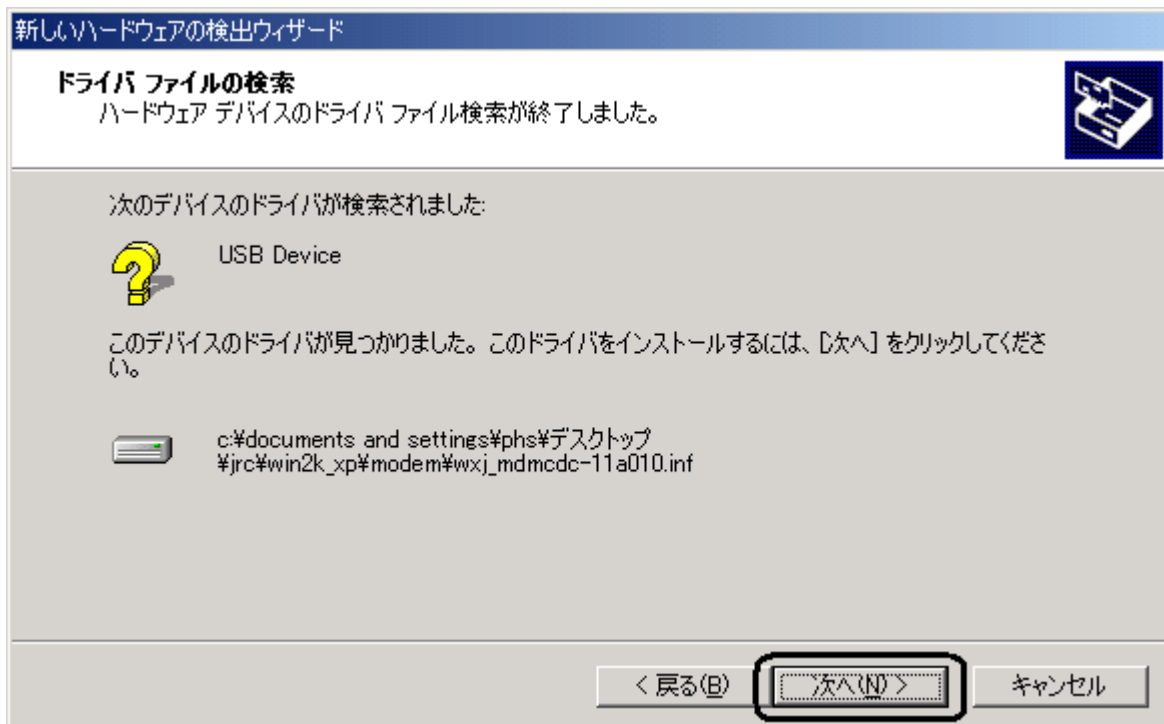 新しいハードウェアの検出ウィザード
ドライバ ファイルの検索
ハードウェア デバイスのドライバ ファイル検索が終了しました。
次のデバイスのドライバが検索されました:
USB Device
このデバイスのドライバが見つかりました。このドライバをインストールするには、[次へ] をクリックしてくださ
い。
c:¥documents and settings¥phs¥デスクトップ
¥jrc¥win2k_xp¥modem¥wxj_mdmcdc-11a010.inf
< 戻る(B)
次へ(N) >
キャンセル